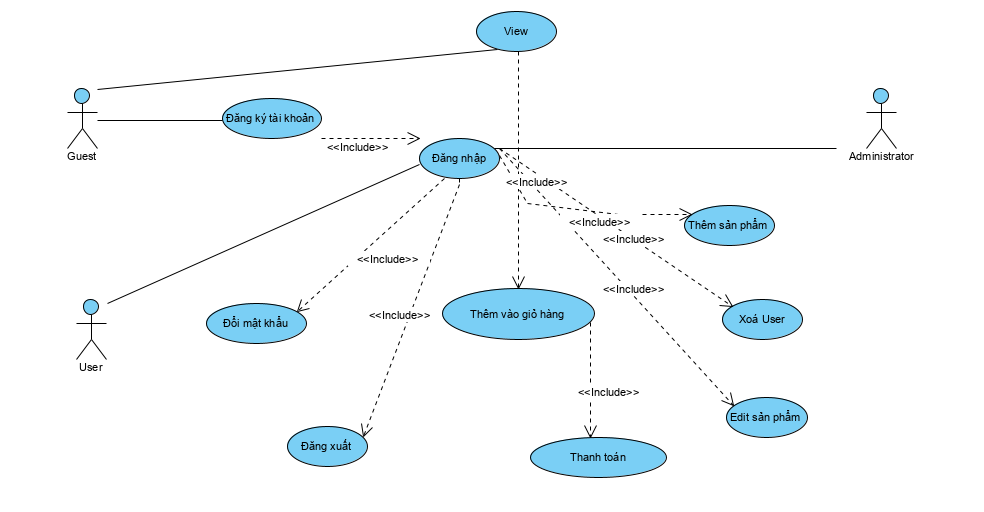 View
Đăng ký tài khoản
<<Include>>
Guest
Đăng nhập
Administrator
<<Include>>
<<Include>>
Thêm sản phẩm
<<Include>>
<<Include>>
<<Include>>
User
Đổi mật khẩu
<<Include>>
Thêm vào giỏ hàng
Xoá User
<<Include>>
Edit sản phẩm
Đăng xuất
Thanh toán